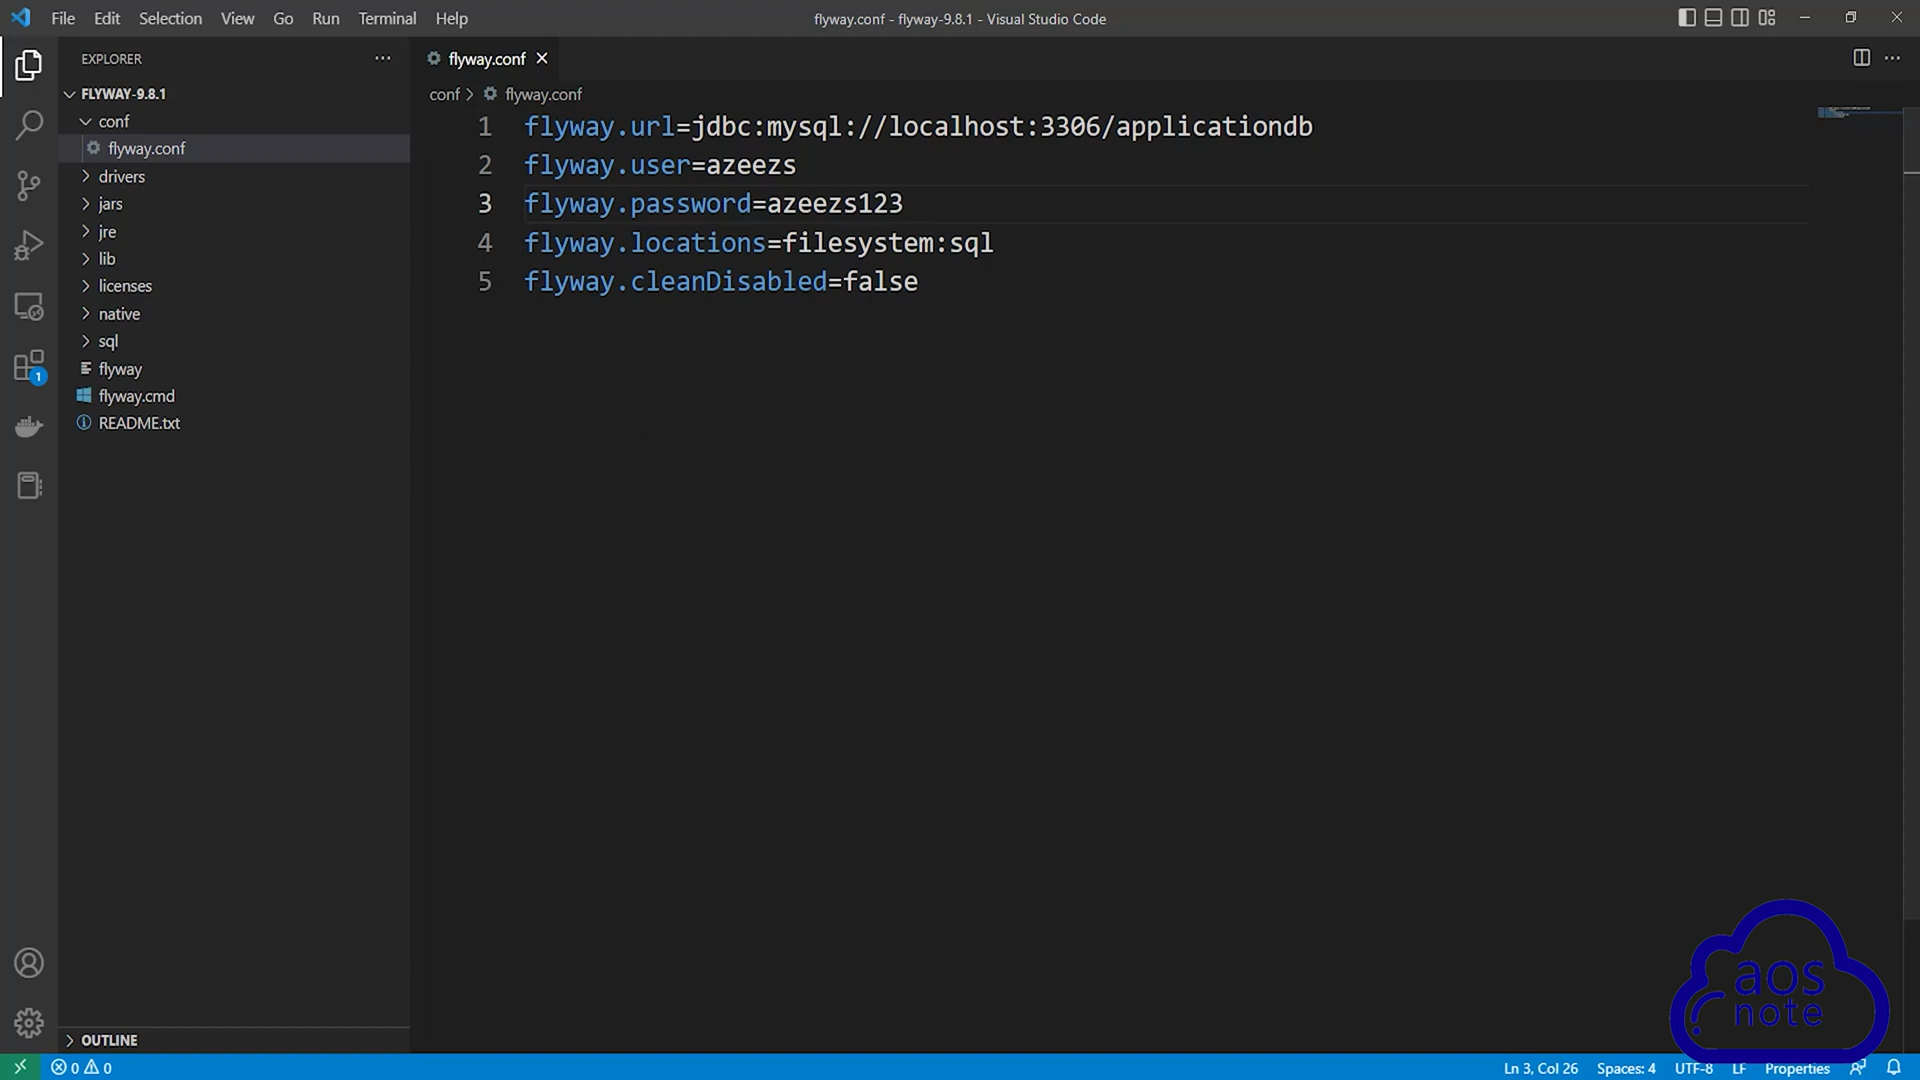 File Edit Selection View Go Run Terminal Help
flyway.conf - flyway-9.8.1 - Visual Studio Code
EXPLORER
flyway.conf
FLYWAY-9.8.1
conf > flyway.conf
conf
flyway.conf
drivers
jars
jre
lib
licenses
native
sql
flyway
flyway.cmd
README.txt
1 flyway.url=jdbc:mysql://localhost:3306/applicationdb
2 flyway.user=azeezs
3 flyway.password=azeezs123
4 flyway.locations=filesystem:sql
5 flyway.cleanDisabled=false
1
aos
note
OUTLINE
0 0
Ln 3, Col 26 Spaces: 4 UTF-8 LF Properties